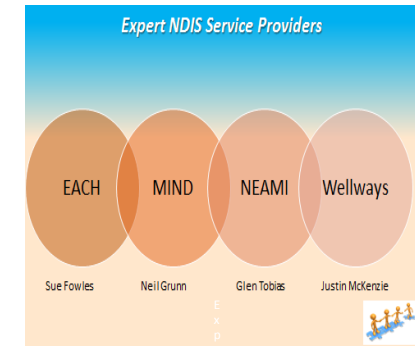 Expert NDIS Service Providers
EACH MIND NEAMI Wellways
Sue Fowles Neil Grunn Glen Tobias Justin McKenzie
E
x
p